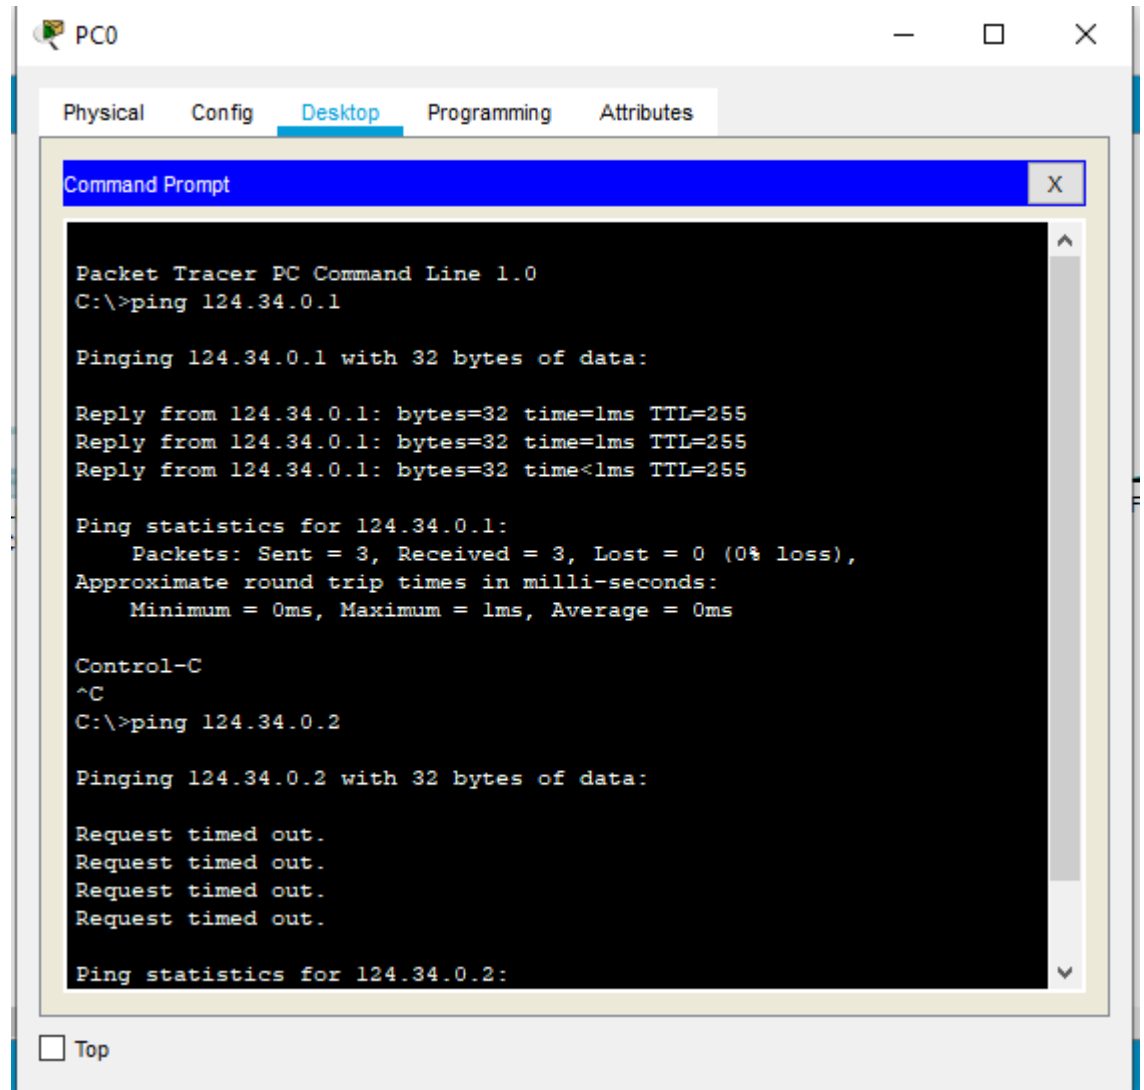 PC0
Physical Config Desktop Programming Attributes
Command Prompt
X
Packet Tracer PC Command Line 1.0
C:\>ping 124.34.0.1
Pinging 124.34.0.1 with 32 bytes of data:
Reply from 124.34.0.1: bytes=32 time=1ms TTL=255
Reply from 124.34.0.1: bytes=32 time=1ms TTL=255
Reply from 124.34.0.1: bytes=32 time<1ms TTL=255
Ping statistics for 124.34.0.1:
Packets: Sent = 3, Received = 3, Lost = 0 (0% loss),
Approximate round trip times in milli-seconds:
Minimum = 0ms, Maximum = 1ms, Average = 0ms
Control-C
^C
C:\>ping 124.34.0.2
Pinging 124.34.0.2 with 32 bytes of data:
Request timed out.
Request timed out.
Request timed out.
Request timed out.
Ping statistics for 124.34.0.2:
Top